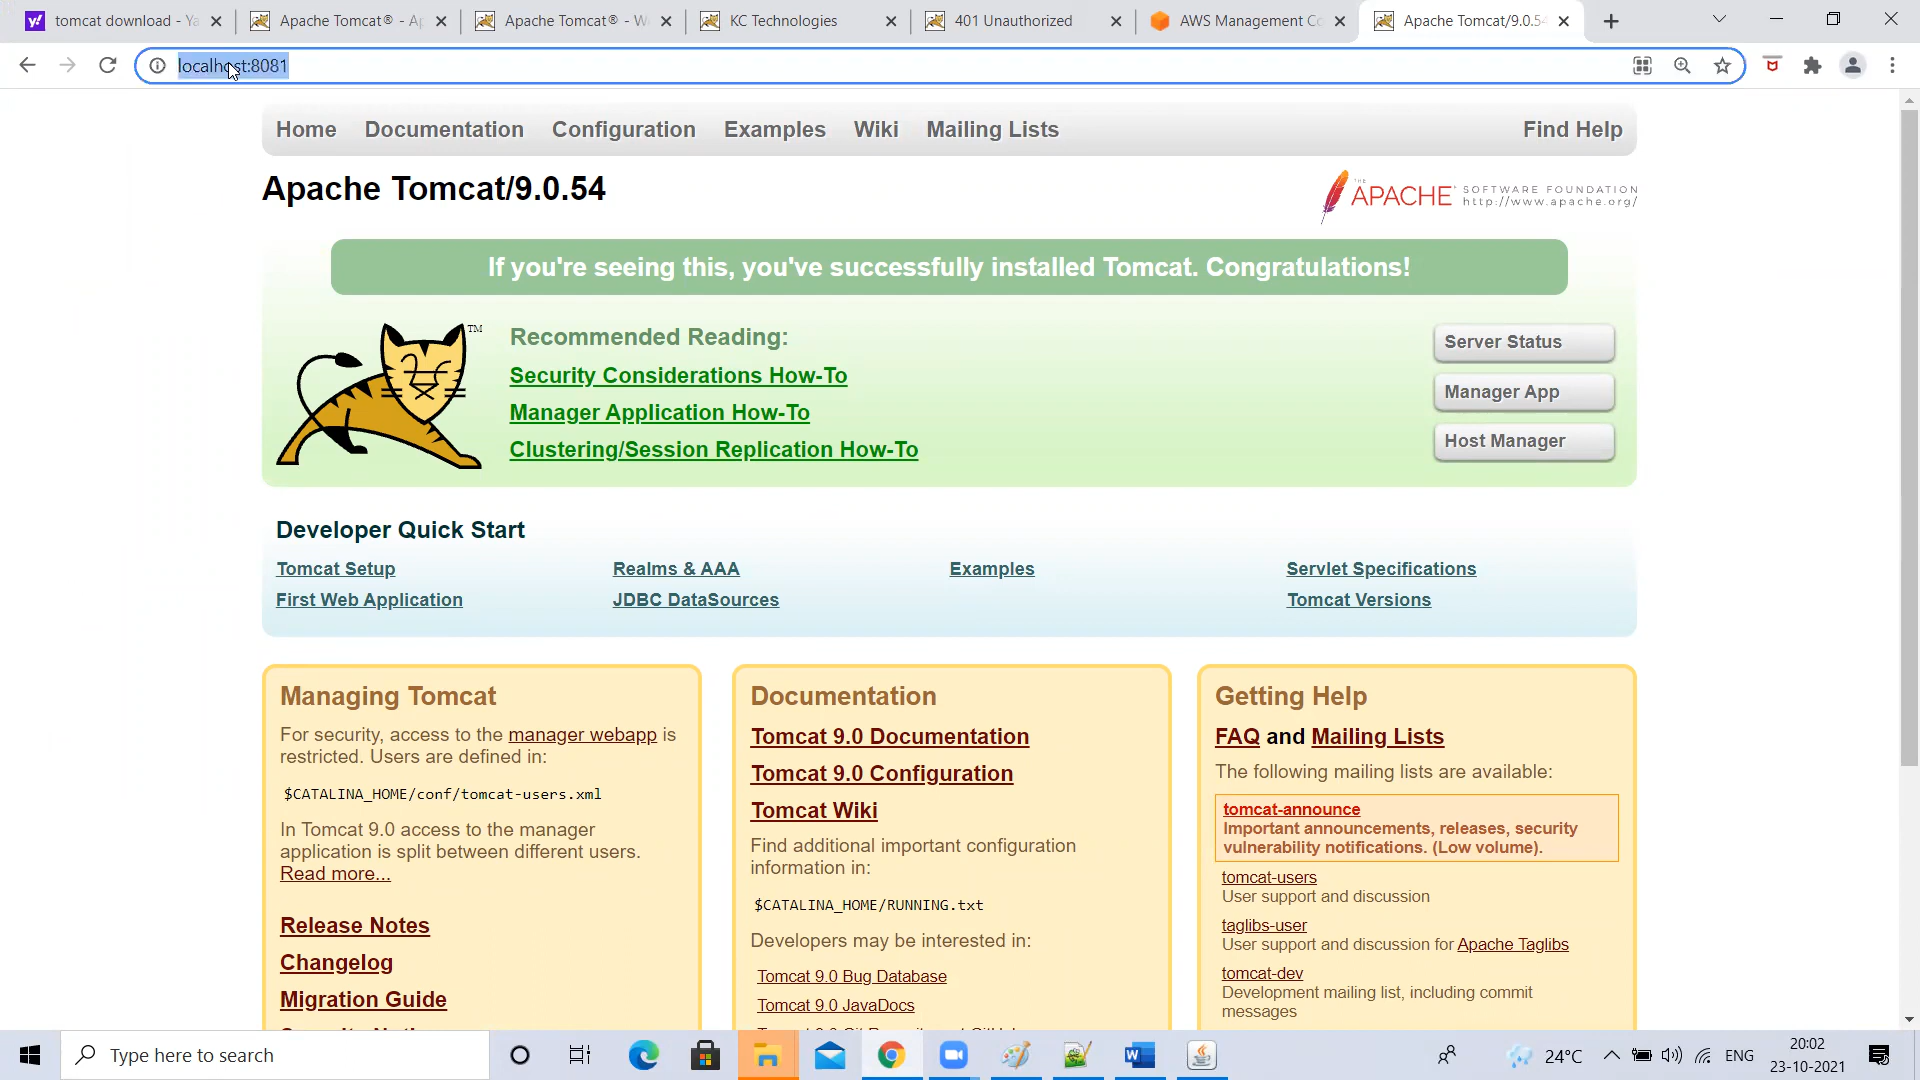 tomcat download - Ya
Apache Tomcat® - Ap
Apache Tomcat® - W
KC Technologies
401 Unauthorized
AWS Management Co
Apache Tomcat/9.0.54
localhost:8081
Home Documentation Configuration Examples Wiki Mailing Lists Find Help
Apache Tomcat/9.0.54
THE APACHE SOFTWARE FOUNDATION
http://www.apache.org/
If you're seeing this, you've successfully installed Tomcat. Congratulations!
TM
Recommended Reading:
Security Considerations How-To
Manager Application How-To
Clustering/Session Replication How-To
Server Status
Manager App
Host Manager
Developer Quick Start
Tomcat Setup
First Web Application
Realms & AAA
JDBC DataSources
Examples
Servlet Specifications
Tomcat Versions
Managing Tomcat
For security, access to the manager webapp is
restricted. Users are defined in:
$CATALINA_HOME/conf/tomcat-users.xml
In Tomcat 9.0 access to the manager
application is split between different users.
Read more...
Release Notes
Changelog
Migration Guide
Documentation
Tomcat 9.0 Documentation
Tomcat 9.0 Configuration
Tomcat Wiki
Find additional important configuration
information in:
$CATALINA_HOME/RUNNING.txt
Developers may be interested in:
Tomcat 9.0 Bug Database
Tomcat 9.0 JavaDocs
Getting Help
FAQ and Mailing Lists
The following mailing lists are available:
tomcat-announce
Important announcements, releases, security
vulnerability notifications. (Low volume).
tomcat-users
User support and discussion
taglibs-user
User support and discussion for Apache Taglibs
tomcat-dev
Development mailing list, including commit
messages
Type here to search
24°C
ENG
20:02
23-10-2021